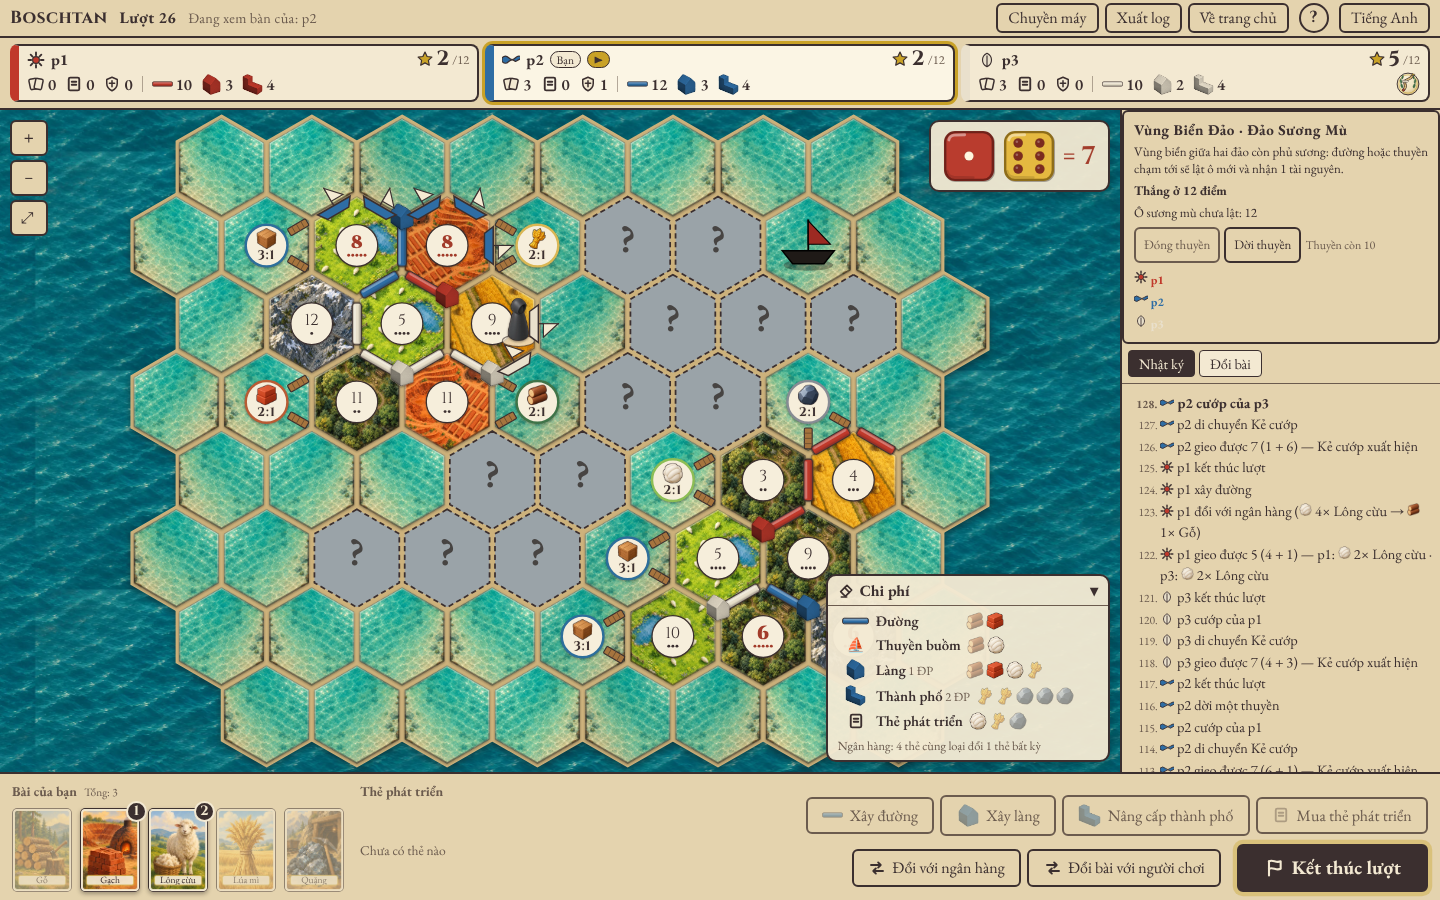 BOSCHTAN Lượt 26 Đang xem bàn của: p2
Chuyền máy Xuất log Về trang chủ ? Tiếng Anh
p1 2 /12
0 0 0 10 3 4
p2 Bạn ▶ 2 /12
3 0 1 12 3 4
p3 5 /12
3 0 0 10 2 4
+
−
= 7
3:1 8 8 2:1 ? ?
12 5 9 ? ? ?
2:1 11 11 2:1 ? ? 2:1
? ? 2:1 3 4
? ? ? 3:1 5 9
3:1 10 6
Chi phí ▼
Đường
Thuyền buồm
Làng 1 ĐP
Thành phố 2 ĐP
Thẻ phát triển
Ngân hàng: 4 thẻ cùng loại đổi 1 thẻ bất kỳ
Vùng Biển Đảo · Đảo Sương Mù
Vùng biển giữa hai đảo còn phủ sương: đường hoặc thuyền
chạm tới sẽ lật ô mới và nhận 1 tài nguyên.
Thắng ở 12 điểm
Ô sương mù chưa lật: 12
Đóng thuyền Dời thuyền Thuyền còn 10
p1
p2
p3
Nhật ký Đổi bài
128. p2 cướp của p3
127. p2 di chuyển Kẻ cướp
126. p2 gieo được 7 (1 + 6) — Kẻ cướp xuất hiện
125. p1 kết thúc lượt
124. p1 xây đường
123. p1 đổi với ngân hàng (4× Lông cừu →
1× Gỗ)
122. p1 gieo được 5 (4 + 1) — p1: 2× Lông cừu ·
p3: 2× Lông cừu
121. p3 kết thúc lượt
120. p3 cướp của p1
119. p3 di chuyển Kẻ cướp
118. p3 gieo được 7 (4 + 3) — Kẻ cướp xuất hiện
117. p2 kết thúc lượt
116. p2 dời một thuyền
115. p2 cướp của p1
114. p2 di chuyển Kẻ cướp
113. p2 gieo được 7 (6 + 1) — Kẻ cướp xuất hiện
Bài của bạn Tổng: 3
1 2
Gỗ Gạch Lông cừu Lúa mì Quặng
Thẻ phát triển
Chưa có thẻ nào
Xây đường Xây làng Nâng cấp thành phố Mua thẻ phát triển
Đổi với ngân hàng Đổi bài với người chơi Kết thúc lượt